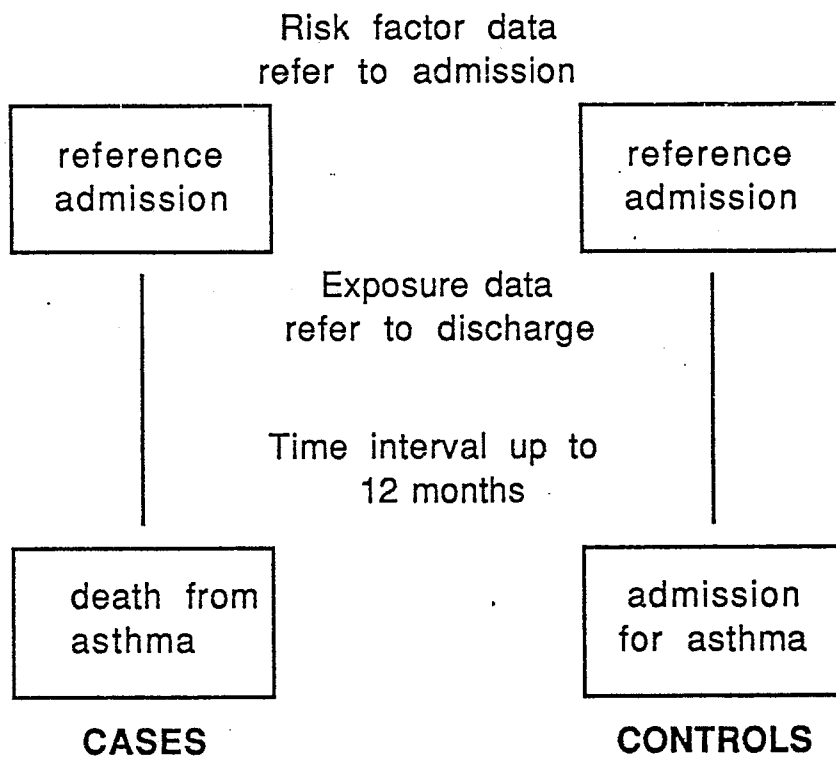 Risk factor data
refer to admission
reference
admission
reference
admission
Exposure data
refer to discharge
Time interval up to
12 months
death from
asthma
admission
for asthma
CASES
CONTROLS